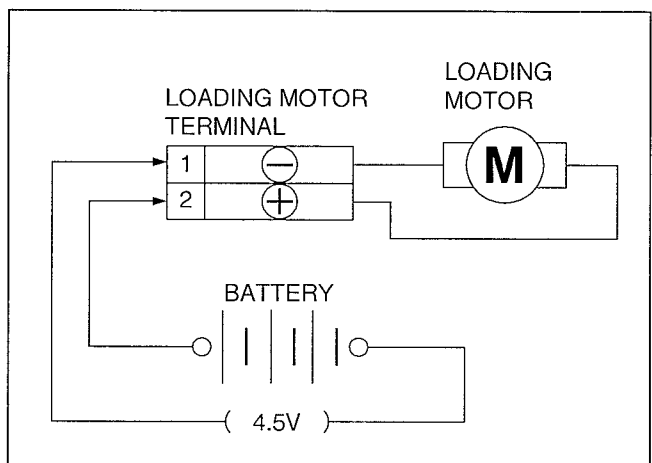 LOADING
MOTOR
LOADING MOTOR
TERMINAL
1 −
M
2 +
BATTERY
( 4.5V )